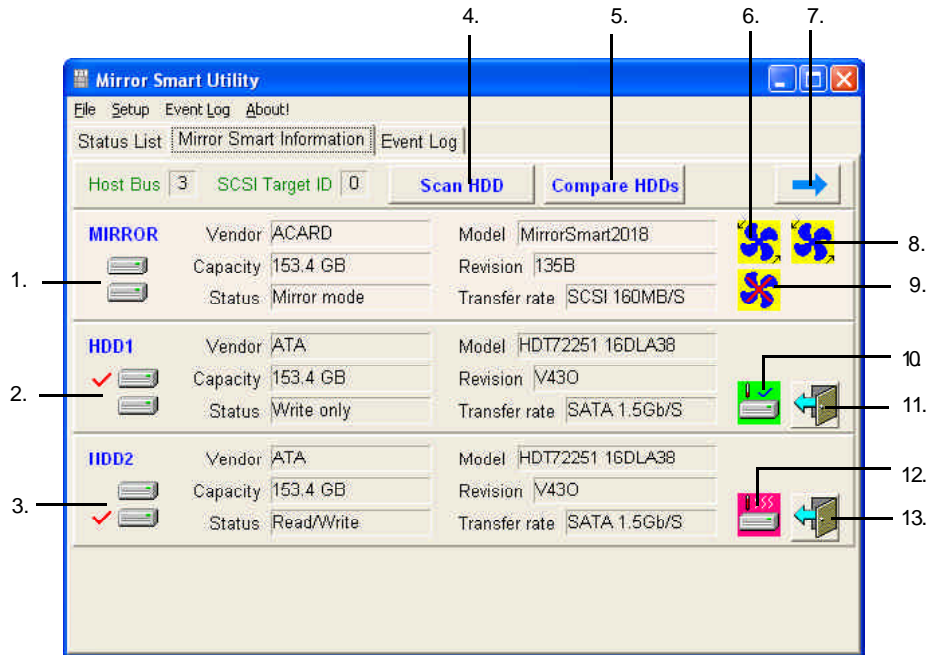 4. 5. 6. 7.
Mirror Smart Utility
File Setup Event Log About!
Status List Mirror Smart Information Event Log
Host Bus 3 SCSI Target ID 0 Scan HDD Compare HDDs
MIRROR Vendor ACARD Model MirrorSmart2018
8.
1. Capacity 153.4 GB Revision 135B
9.
Status Mirror mode Transfer rate SCSI 160MB/S
HDD1 Vendor ATA Model HDT72251 16DLA38
10.
2. Capacity 153.4 GB Revision V43O
Status Write only Transfer rate SATA 1.5Gb/S
11.
HDD2 Vendor ATA Model HDT72251 16DLA38
12.
3. Capacity 153.4 GB Revision V43O
Status Read/Write Transfer rate SATA 1.5Gb/S
13.